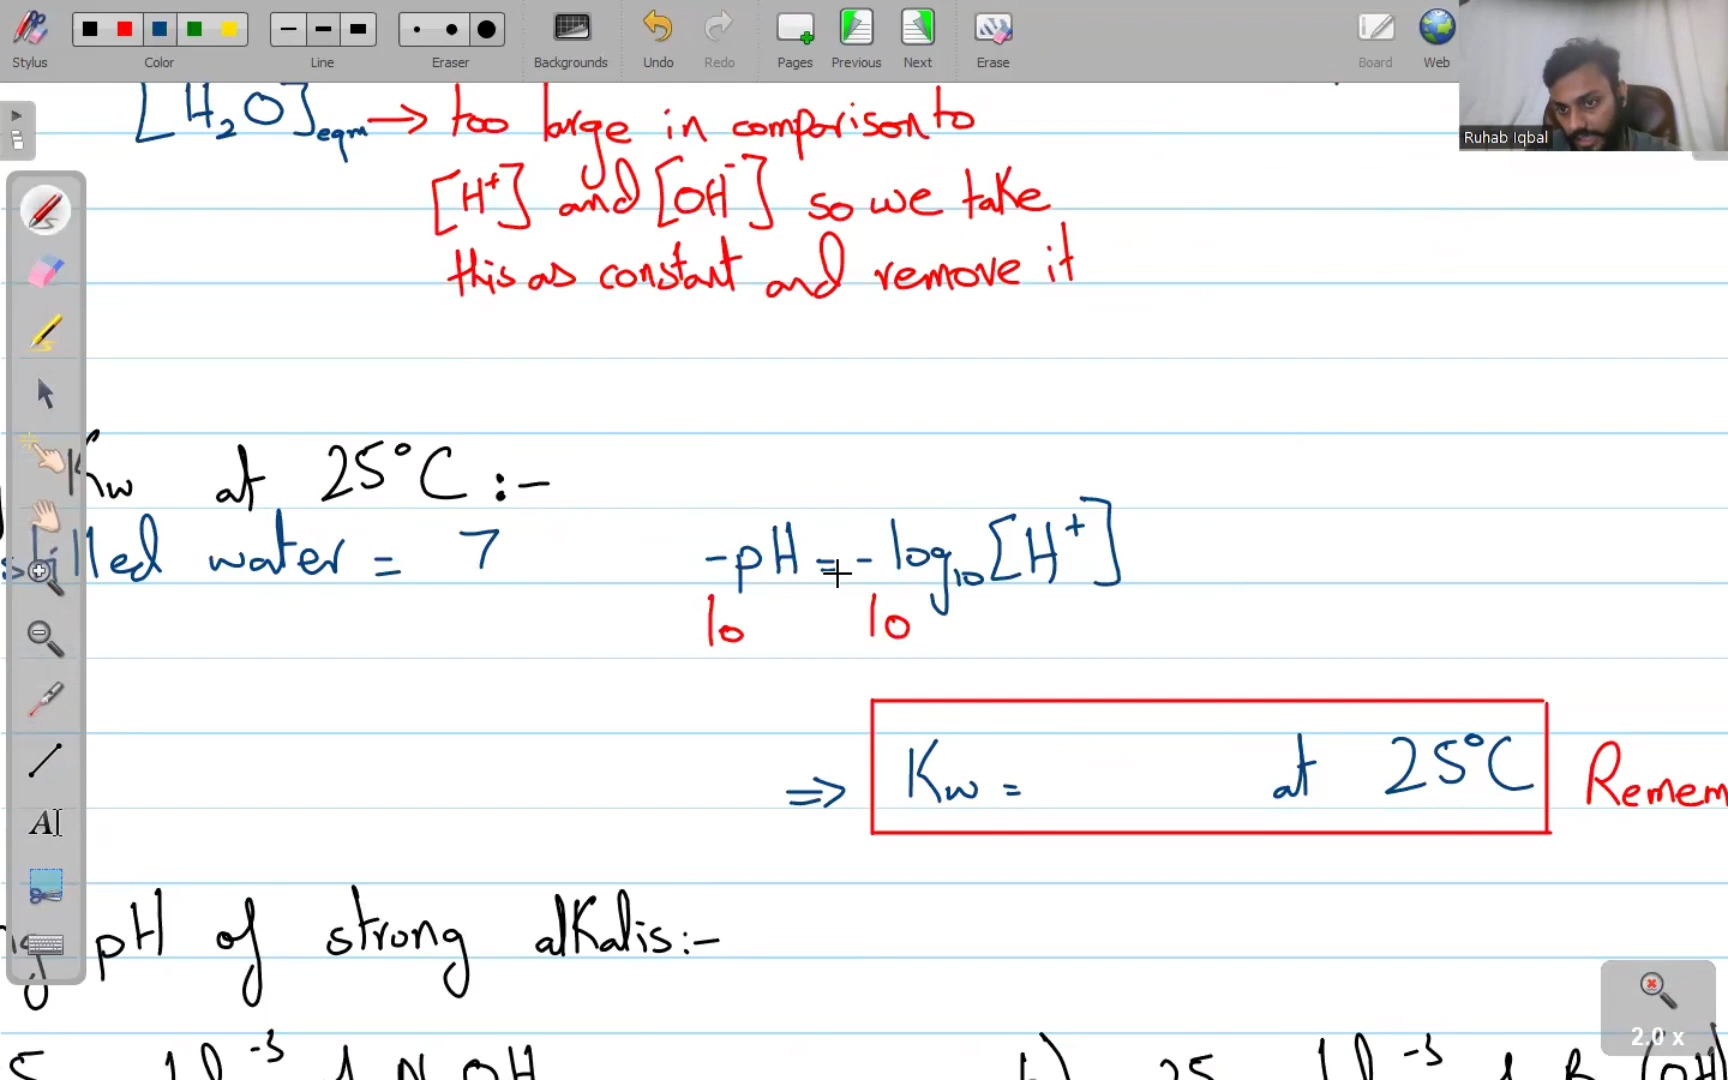 Stylus Color Line Eraser Backgrounds Undo Redo Pages Previous Next Erase Board Web
Ruhab Iqbal
[H₂O]eqm → too large in comparison to
[H⁺] and [OH⁻] so we take
this as constant and remove it
Kw at 25°C :-
stilled water = 7 -pH = -log₁₀[H⁺]
10 10
⇒ Kw = at 25°C Remem
pH of strong alkalis:-
2.0 x